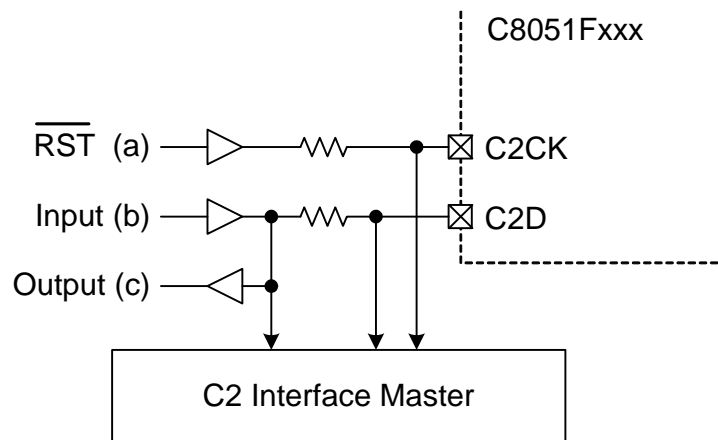 C8051Fxxx
RST (a)
C2CK
Input (b)
C2D
Output (c)
C2 Interface Master